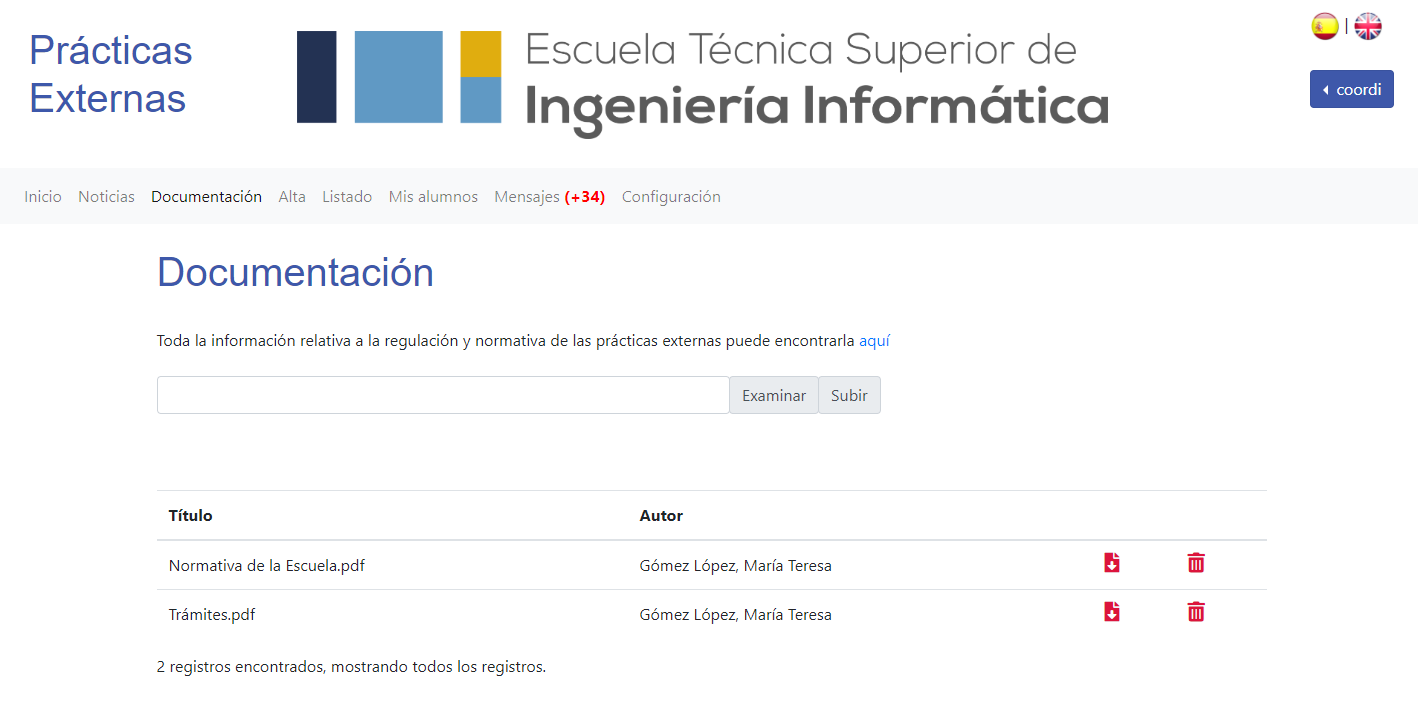 Prácticas
Externas
Escuela Técnica Superior de
Ingeniería Informática
|
coordi
Inicio Noticias Documentación Alta Listado Mis alumnos Mensajes (+34) Configuración
Documentación
Toda la información relativa a la regulación y normativa de las prácticas externas puede encontrarla aquí
Examinar Subir
Título Autor
Normativa de la Escuela.pdf Gómez López, María Teresa
Trámites.pdf Gómez López, María Teresa
2 registros encontrados, mostrando todos los registros.